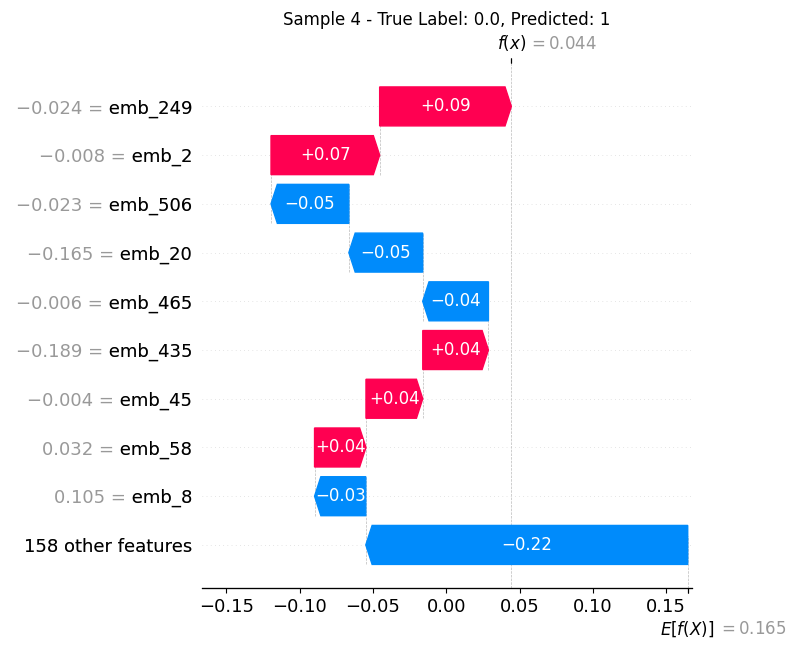 Sample 4 - True Label: 0.0, Predicted: 1
f(x) = 0.044
−0.024 = emb_249 +0.09
−0.008 = emb_2 +0.07
−0.023 = emb_506 −0.05
−0.165 = emb_20 −0.05
−0.006 = emb_465 −0.04
−0.189 = emb_435 +0.04
−0.004 = emb_45 +0.04
0.032 = emb_58 +0.04
0.105 = emb_8 −0.03
158 other features −0.22
−0.15 −0.10 −0.05 0.00 0.05 0.10 0.15
E[f(X)] = 0.165